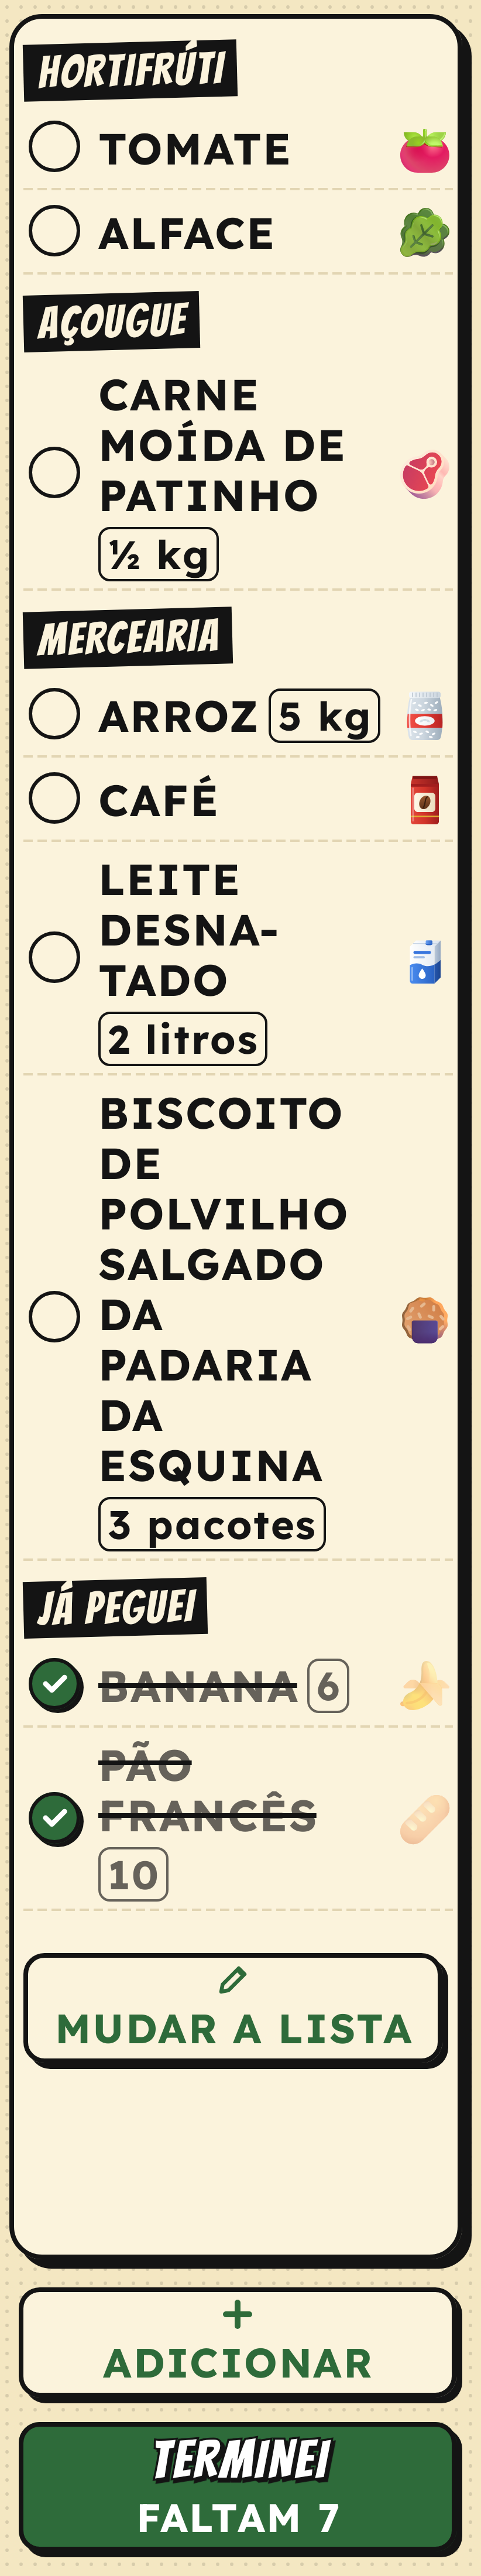 HORTIFRÚTI
TOMATE
ALFACE
AÇOUGUE
CARNE
MOÍDA DE
PATINHO
½ kg
MERCEARIA
ARROZ 5 kg
CAFÉ
LEITE
DESNA-
TADO
2 litros
BISCOITO
DE
POLVILHO
SALGADO
DA
PADARIA
DA
ESQUINA
3 pacotes
JÁ PEGUEI
BANANA 6
PÃO
FRANCÊS
10
MUDAR A LISTA
ADICIONAR
TERMINEI
FALTAM 7